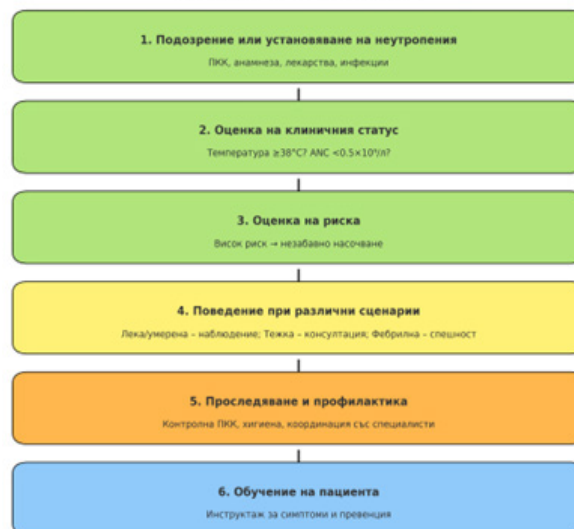 1. Подозрение или установяване на неутропения
ПКК, анамнеза, лекарства, инфекции
2. Оценка на клиничния статус
Температура ≥38°C? ANC <0.5×10⁹/л?
3. Оценка на риска
Висок риск → незабавно насочване
4. Поведение при различни сценарии
Лека/умерена – наблюдение; Тежка – консултация; Фебрилна – спешност
5. Проследяване и профилактика
Контролна ПКК, хигиена, координация със специалисти
6. Обучение на пациента
Инструктаж за симптоми и превенция